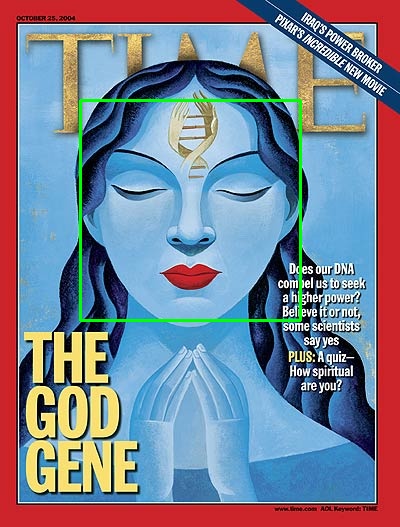 OCTOBER 25, 2004
IRAQ'S POWER BROKER
PIXAR'S INCREDIBLE NEW MOVIE
TIME
Does our DNA
compel us to seek
a higher power?
Believe it or not,
some scientists
say yes
PLUS: A quiz—
How spiritual
are you?
THE
GOD
GENE
www.time.com AOL Keyword: TIME